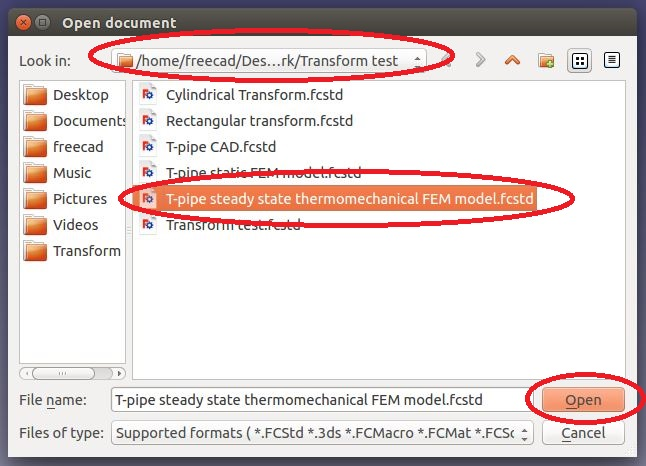 Open document
Look in: /home/freecad/Des...rk/Transform test
Desktop
Documents
freecad
Music
Pictures
Videos
Transform
Cylindrical Transform.fcstd
Rectangular transform.fcstd
T-pipe CAD.fcstd
T-pipe static FEM model.fcstd
T-pipe steady state thermomechanical FEM model.fcstd
Transform test.fcstd
File name: T-pipe steady state thermomechanical FEM model.fcstd
Open
Files of type: Supported formats ( *.FCStd *.3ds *.FCMacro *.FCMat *.FCSc
Cancel